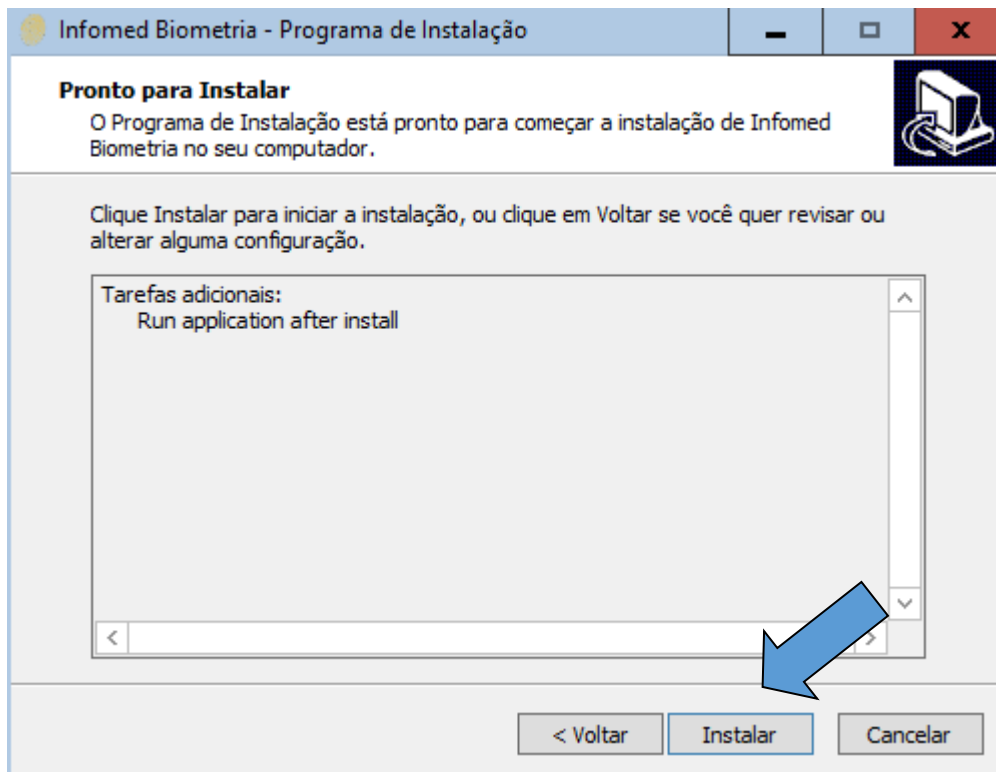 Infomed Biometria - Programa de Instalação
Pronto para Instalar
O Programa de Instalação está pronto para começar a instalação de Infomed
Biometria no seu computador.
Clique Instalar para iniciar a instalação, ou clique em Voltar se você quer revisar ou
alterar alguma configuração.
Tarefas adicionais:
Run application after install
< Voltar
Instalar
Cancelar